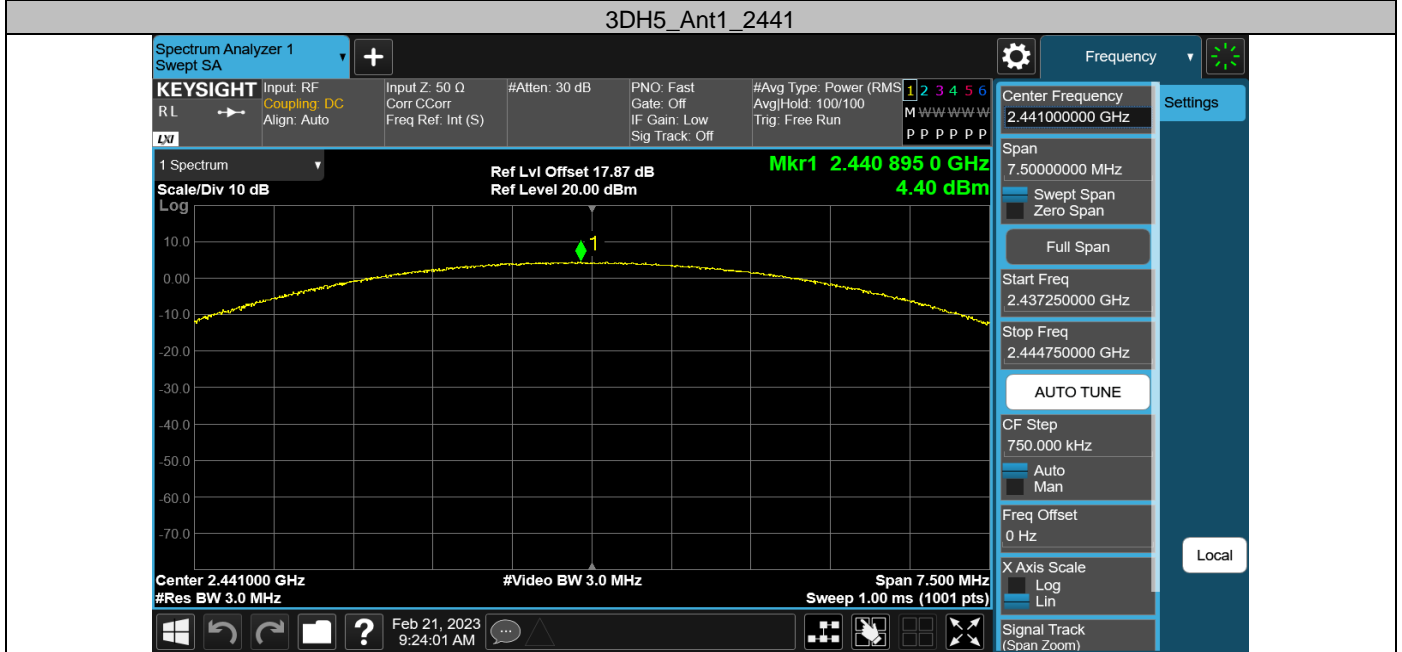 3DH5_Ant1_2441
Spectrum Analyzer 1
Swept SA
+
Frequency
KEYSIGHT
RL
LXI
Input: RF
Coupling: DC
Align: Auto
Input Z: 50 Ω
Corr CCorr
Freq Ref: Int (S)
#Atten: 30 dB
PNO: Fast
Gate: Off
IF Gain: Low
Sig Track: Off
#Avg Type: Power (RMS
Avg|Hold: 100/100
Trig: Free Run
1 2 3 4 5 6
M W W W W W
P P P P P P
1 Spectrum
Scale/Div 10 dB
Log
Ref Lvl Offset 17.87 dB
Ref Level 20.00 dBm
Mkr1 2.440 895 0 GHz
4.40 dBm
1
10.0
0.00
-10.0
-20.0
-30.0
-40.0
-50.0
-60.0
-70.0
Center 2.441000 GHz
#Res BW 3.0 MHz
#Video BW 3.0 MHz
Span 7.500 MHz
Sweep 1.00 ms (1001 pts)
Center Frequency
2.441000000 GHz
Settings
Span
7.50000000 MHz
Swept Span
Zero Span
Full Span
Start Freq
2.437250000 GHz
Stop Freq
2.444750000 GHz
AUTO TUNE
CF Step
750.000 kHz
Auto
Man
Freq Offset
0 Hz
X Axis Scale
Log
Lin
Local
Signal Track
(Span Zoom)
?
Feb 21, 2023
9:24:01 AM